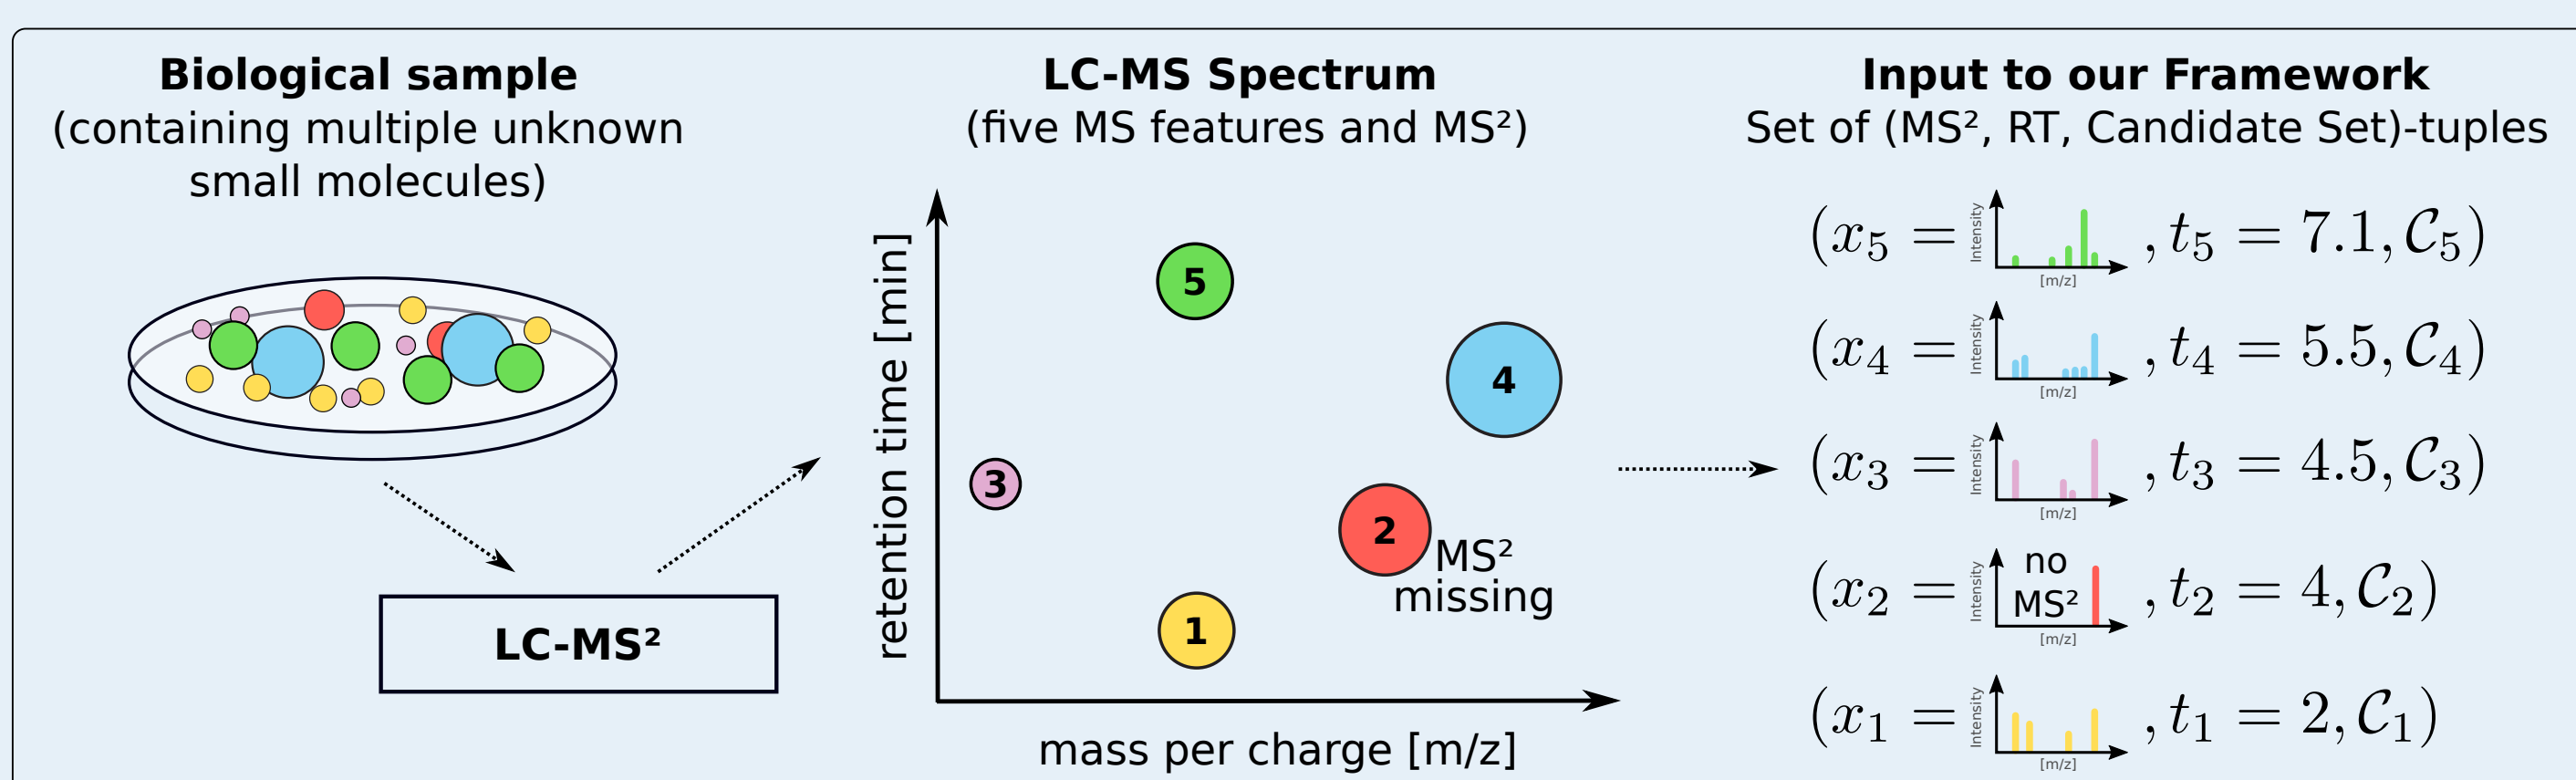 Biological sample
(containing multiple unknown
small molecules)
LC-MS²
LC-MS Spectrum
(five MS features and MS²)
retention time [min]
5
4
3
2
MS²
missing
1
mass per charge [m/z]
Input to our Framework
Set of (MS², RT, Candidate Set)-tuples
(x₅ = Intensity [m/z] , t₅ = 7.1, 𝒞₅)
(x₄ = Intensity [m/z] , t₄ = 5.5, 𝒞₄)
(x₃ = Intensity [m/z] , t₃ = 4.5, 𝒞₃)
(x₂ = Intensity no MS² [m/z] , t₂ = 4, 𝒞₂)
(x₁ = Intensity [m/z] , t₁ = 2, 𝒞₁)